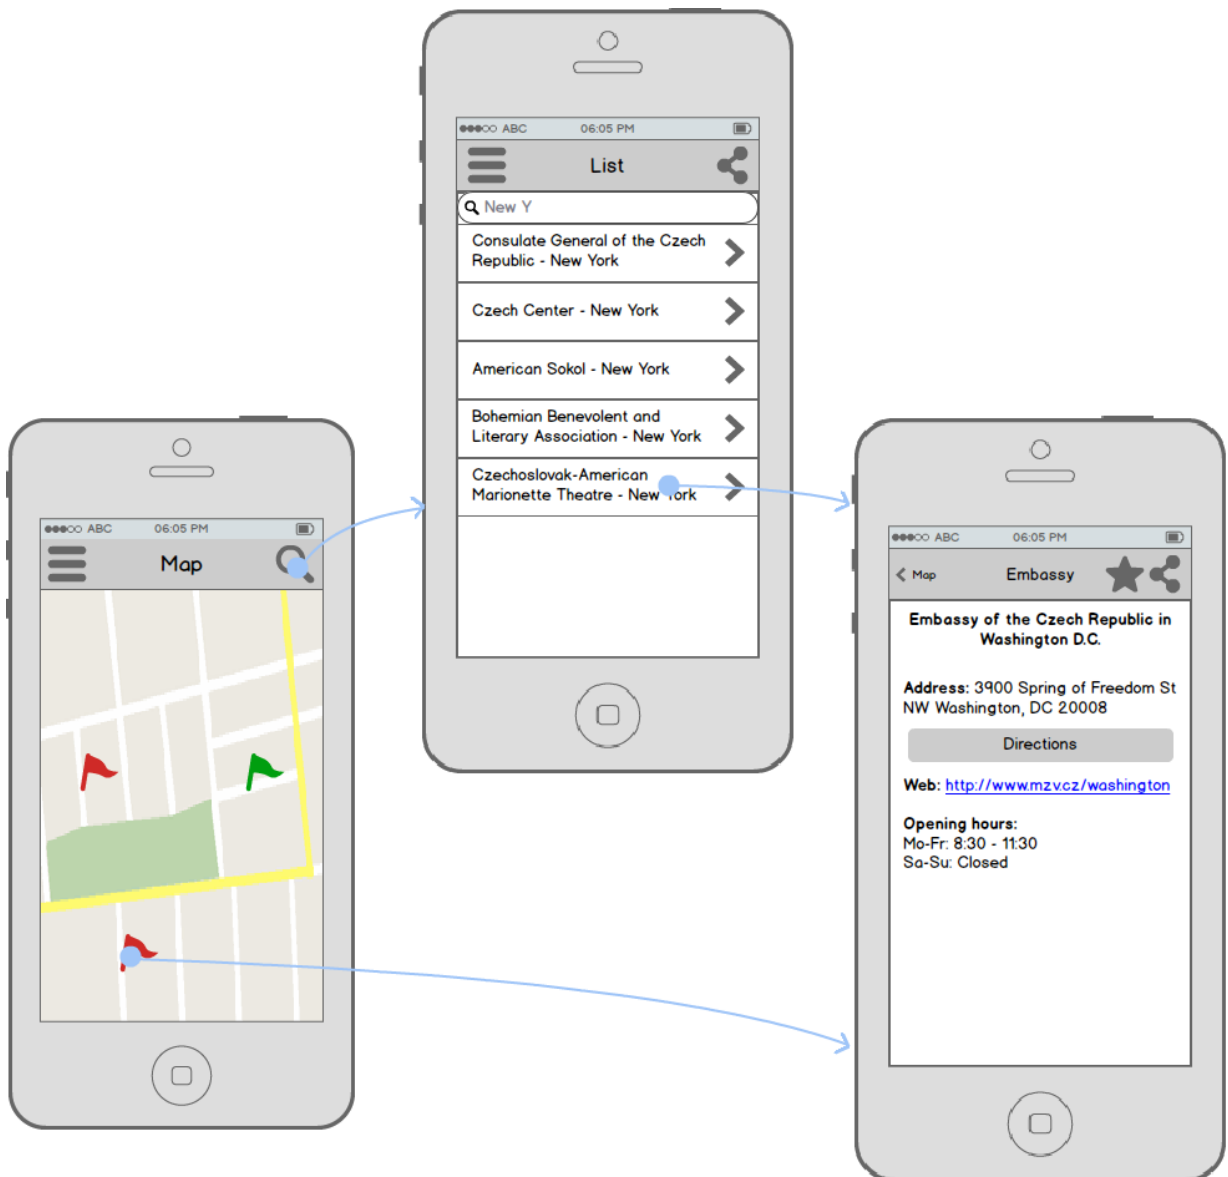 ABC 06:05 PM
List
New Y
Consulate General of the Czech
Republic - New York
Czech Center - New York
American Sokol - New York
Bohemian Benevolent and
Literary Association - New York
Czechoslovak-American
Marionette Theatre - New York
ABC 06:05 PM
Map
ABC 06:05 PM
Map Embassy
Embassy of the Czech Republic in
Washington D.C.
Address: 3900 Spring of Freedom St
NW Washington, DC 20008
Directions
Web: http://www.mzv.cz/washington
Opening hours:
Mo-Fr: 8:30 - 11:30
Sa-Su: Closed